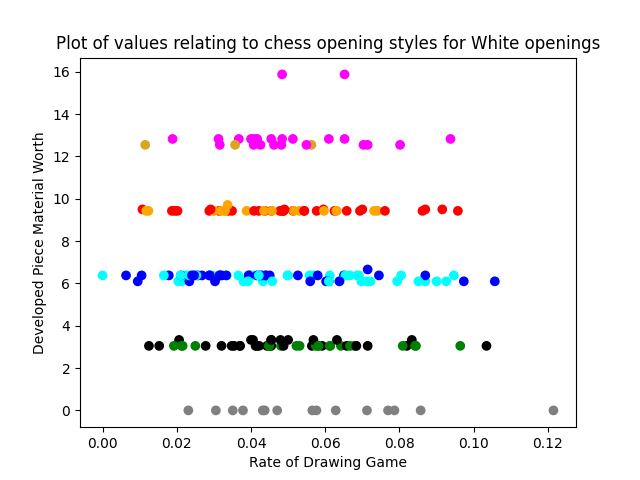 Plot of values relating to chess opening styles for White openings
16
14
12
10
8
6
4
2
0
Developed Piece Material Worth
0.00 0.02 0.04 0.06 0.08 0.10 0.12
Rate of Drawing Game